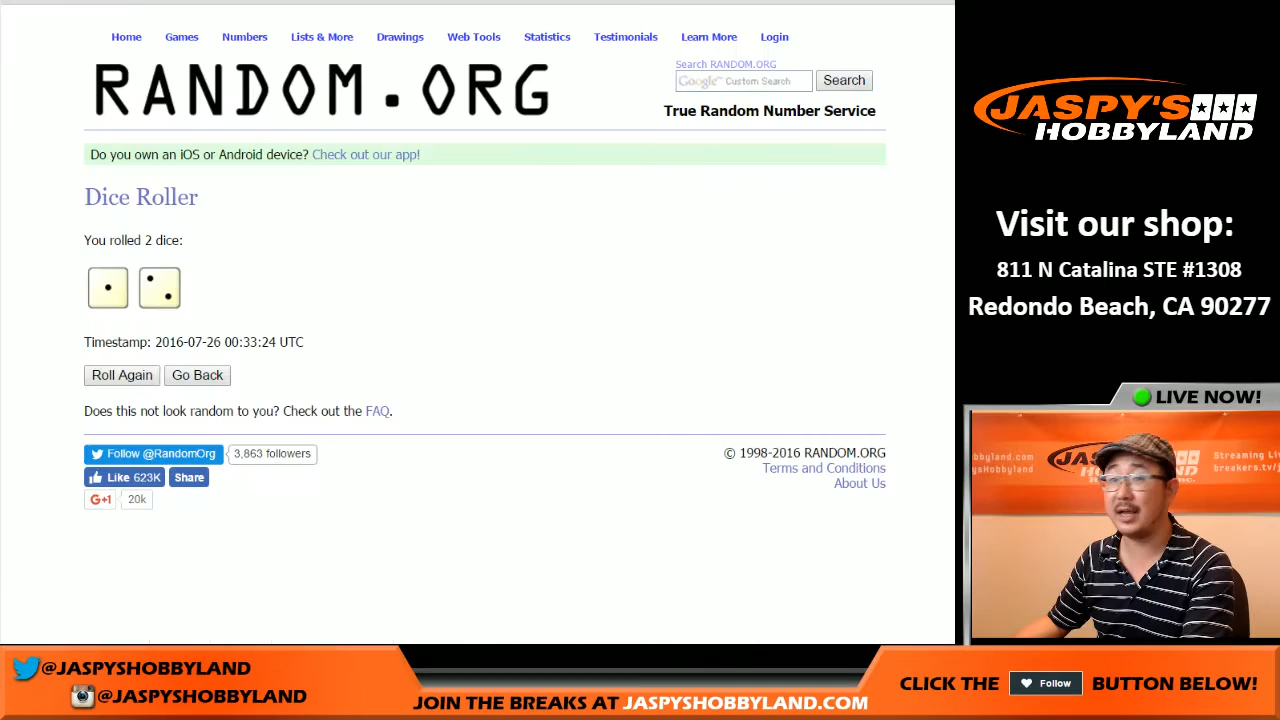 Home Games Numbers Lists & More Drawings Web Tools Statistics Testimonials Learn More Login
RANDOM.ORG
Search RANDOM.ORG
Google™ Custom Search Search
True Random Number Service
Do you own an iOS or Android device? Check out our app!
Dice Roller
You rolled 2 dice:
Timestamp: 2016-07-26 00:33:24 UTC
Roll Again Go Back
Does this not look random to you? Check out the FAQ.
Follow @RandomOrg 3,863 followers
Like 623K Share
G+1 20k
© 1998-2016 RANDOM.ORG
Terms and Conditions
About Us
JASPY'S
HOBBYLAND
Visit our shop:
811 N Catalina STE #1308
Redondo Beach, CA 90277
LIVE NOW!
Streaming
breakers.tv/
@JASPYSHOBBYLAND
@JASPYSHOBBYLAND
JOIN THE BREAKS AT JASPYSHOBBYLAND.COM
CLICK THE Follow BUTTON BELOW!